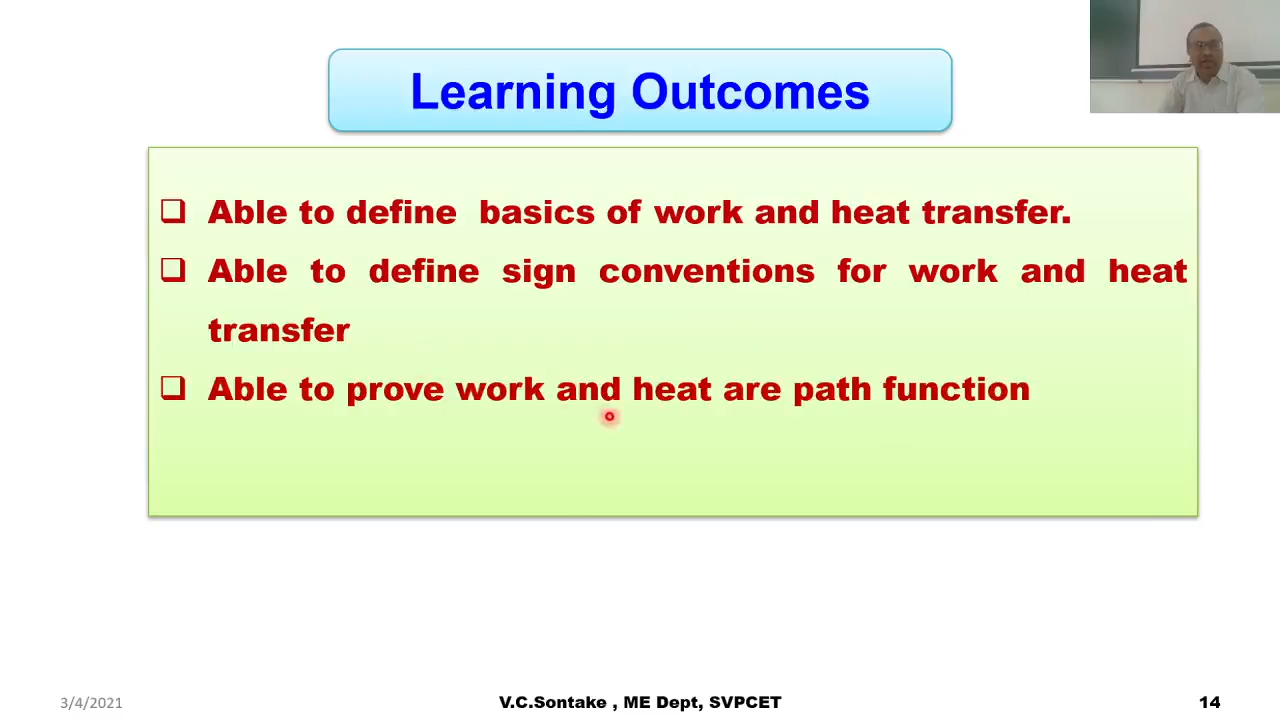 Learning Outcomes
❑ Able to define basics of work and heat transfer.
❑ Able to define sign conventions for work and heat
transfer
❑ Able to prove work and heat are path function
3/4/2021
V.C.Sontake , ME Dept, SVPCET
14